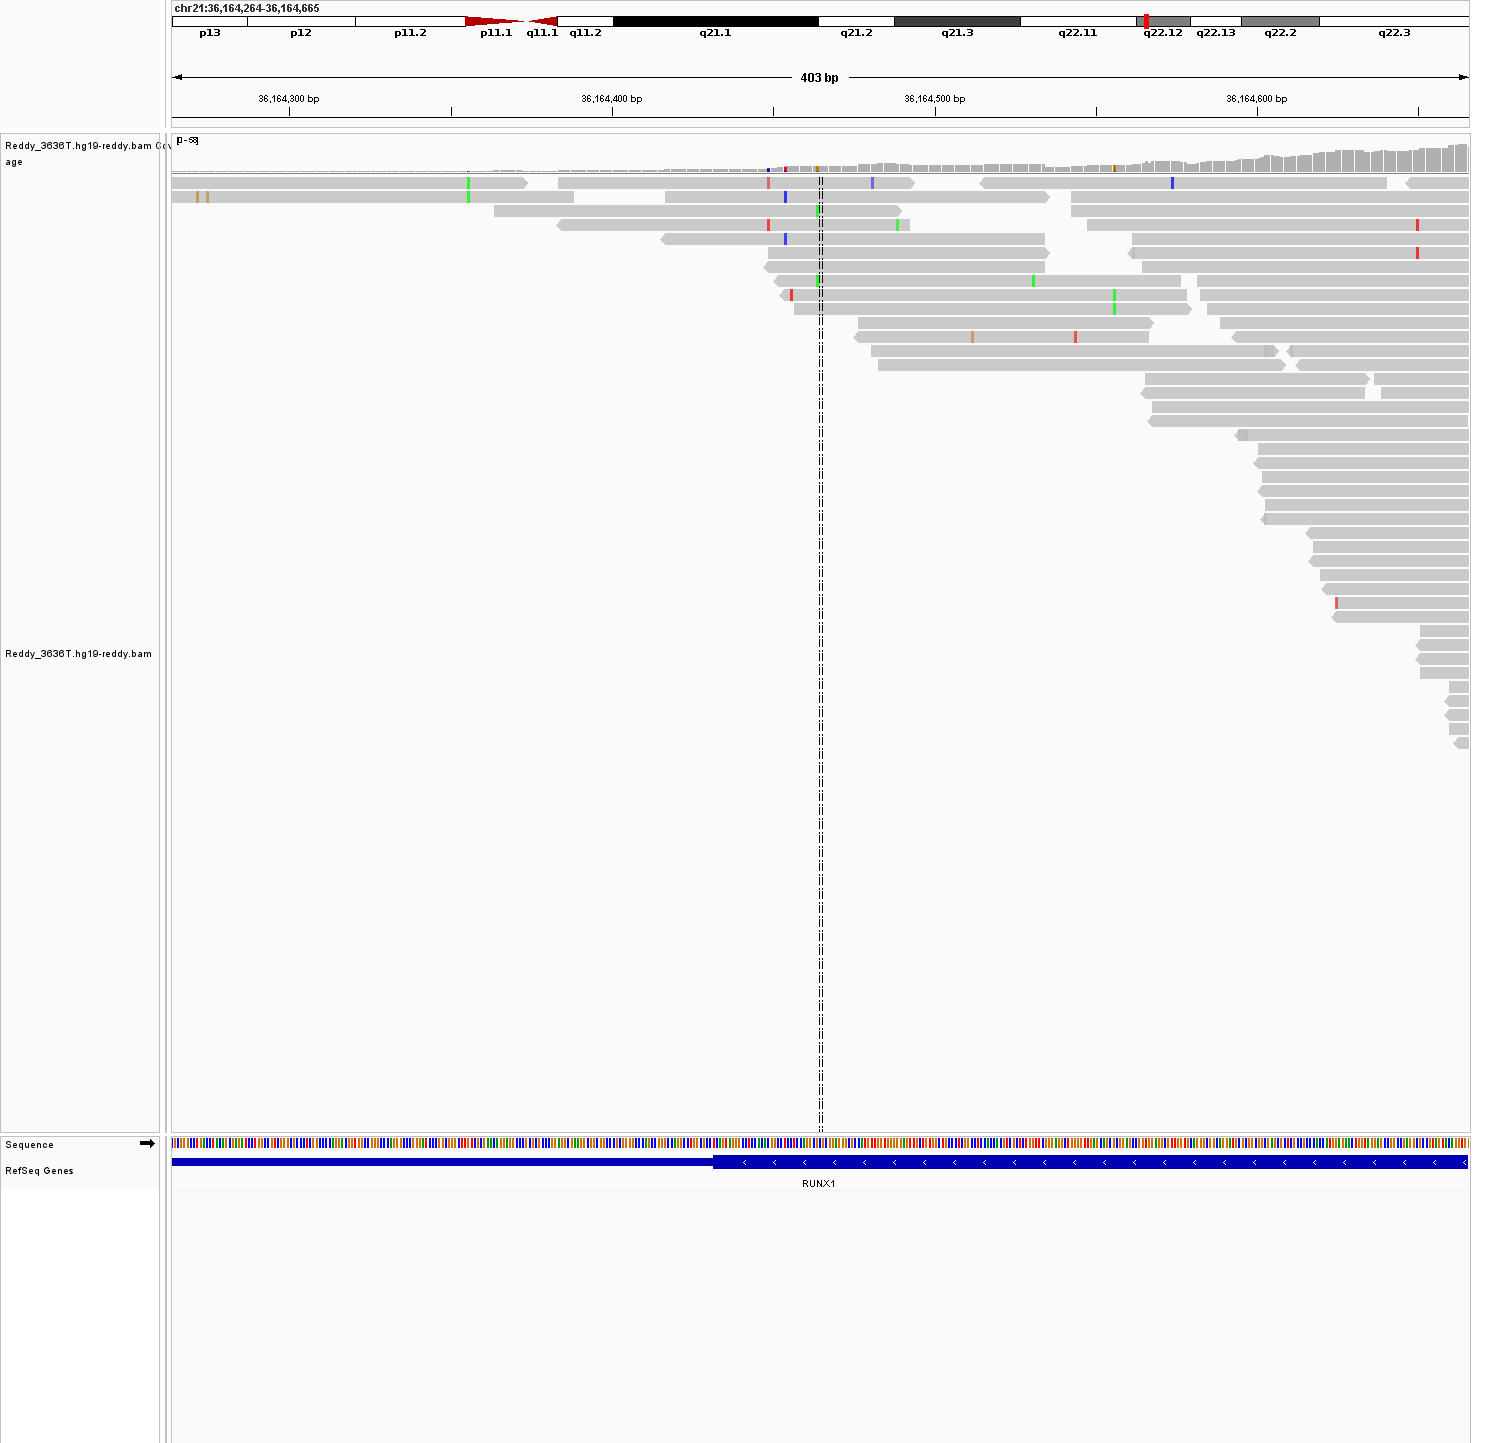 chr21:36,164,264-36,164,665
p13 p12 p11.2 p11.1 q11.1 q11.2 q21.1 q21.2 q21.3 q22.11 q22.12 q22.13 q22.2 q22.3
403 bp
36,164,300 bp 36,164,400 bp 36,164,500 bp 36,164,600 bp
Reddy_3636T.hg19-reddy.bam Cov
age
Reddy_3636T.hg19-reddy.bam
Sequence
RefSeq Genes
RUNX1